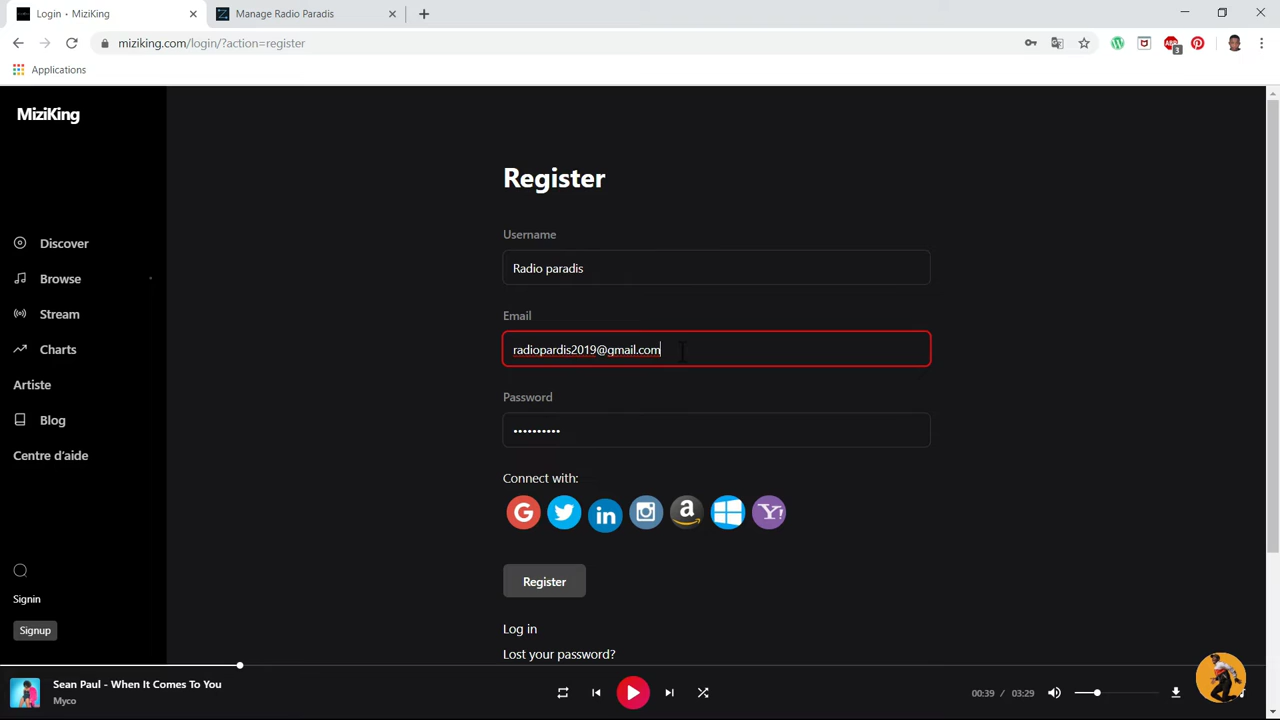 Login • MiziKing
Manage Radio Paradis
miziking.com/login/?action=register
ABP
3
Applications
MiziKing
Register
Username
Radio paradis
Discover
Browse
Email
Stream
radiopardis2019@gmail.com
Charts
Artiste
Password
Blog
••••••••••
Centre d'aide
Connect with:
Register
Signin
Signup
Log in
Lost your password?
Sean Paul - When It Comes To You
Myco
00:39 / 03:29